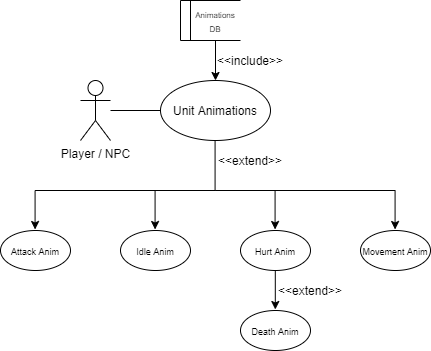 Animations
DB
<<include>>
Unit Animations
Player / NPC
<<extend>>
Attack Anim
Idle Anim
Hurt Anim
Movement Anim
<<extend>>
Death Anim